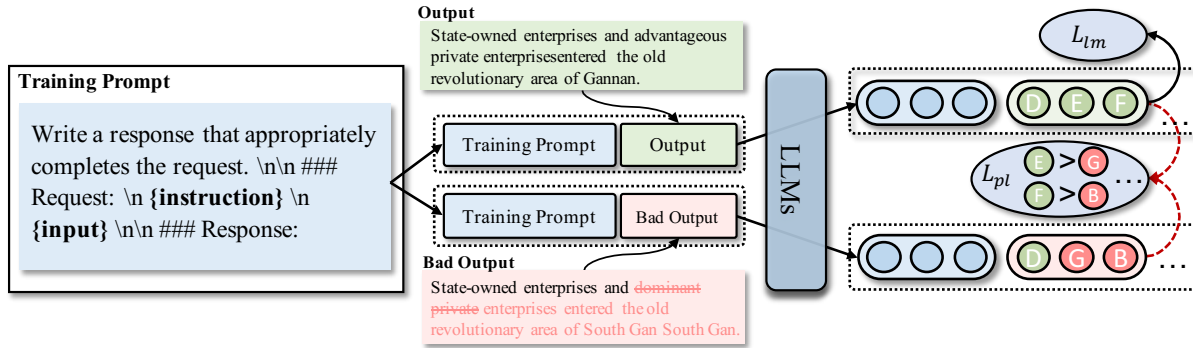 Training Prompt
Write a response that appropriately
completes the request. \n\n ###
Request: \n {instruction} \n
{input} \n\n ### Response:
Output
State-owned enterprises and advantageous
private enterprisesentered the old
revolutionary area of Gannan.
Training Prompt
Output
Training Prompt
Bad Output
Bad Output
State-owned enterprises and dominant
private enterprises entered the old
revolutionary area of South Gan South Gan.
LLMs
L_lm
D E F
...
L_pl
E > G
F > B
...
D G B
...